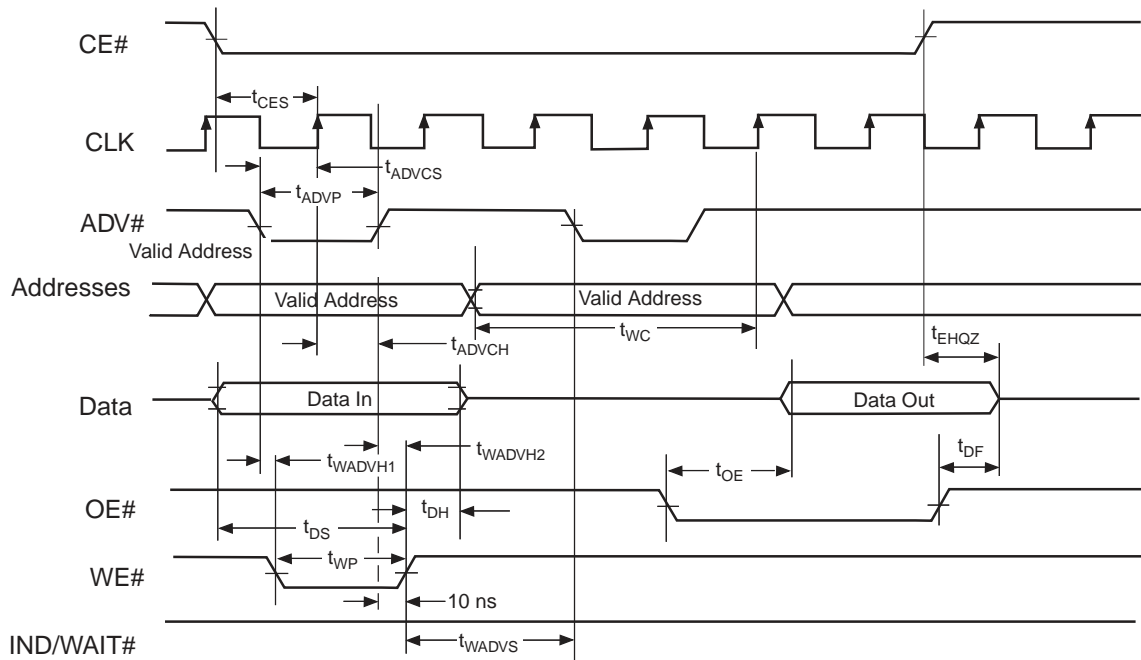 CE#
tCES
CLK
tADVCS
tADVP
ADV#
Valid Address
Addresses
Valid Address
Valid Address
tWC
tADVCH
tEHQZ
Data
Data In
Data Out
tWADVH1
tWADVH2
tOE
tDF
OE#
tDH
tDS
tWP
WE#
10 ns
tWADVS
IND/WAIT#